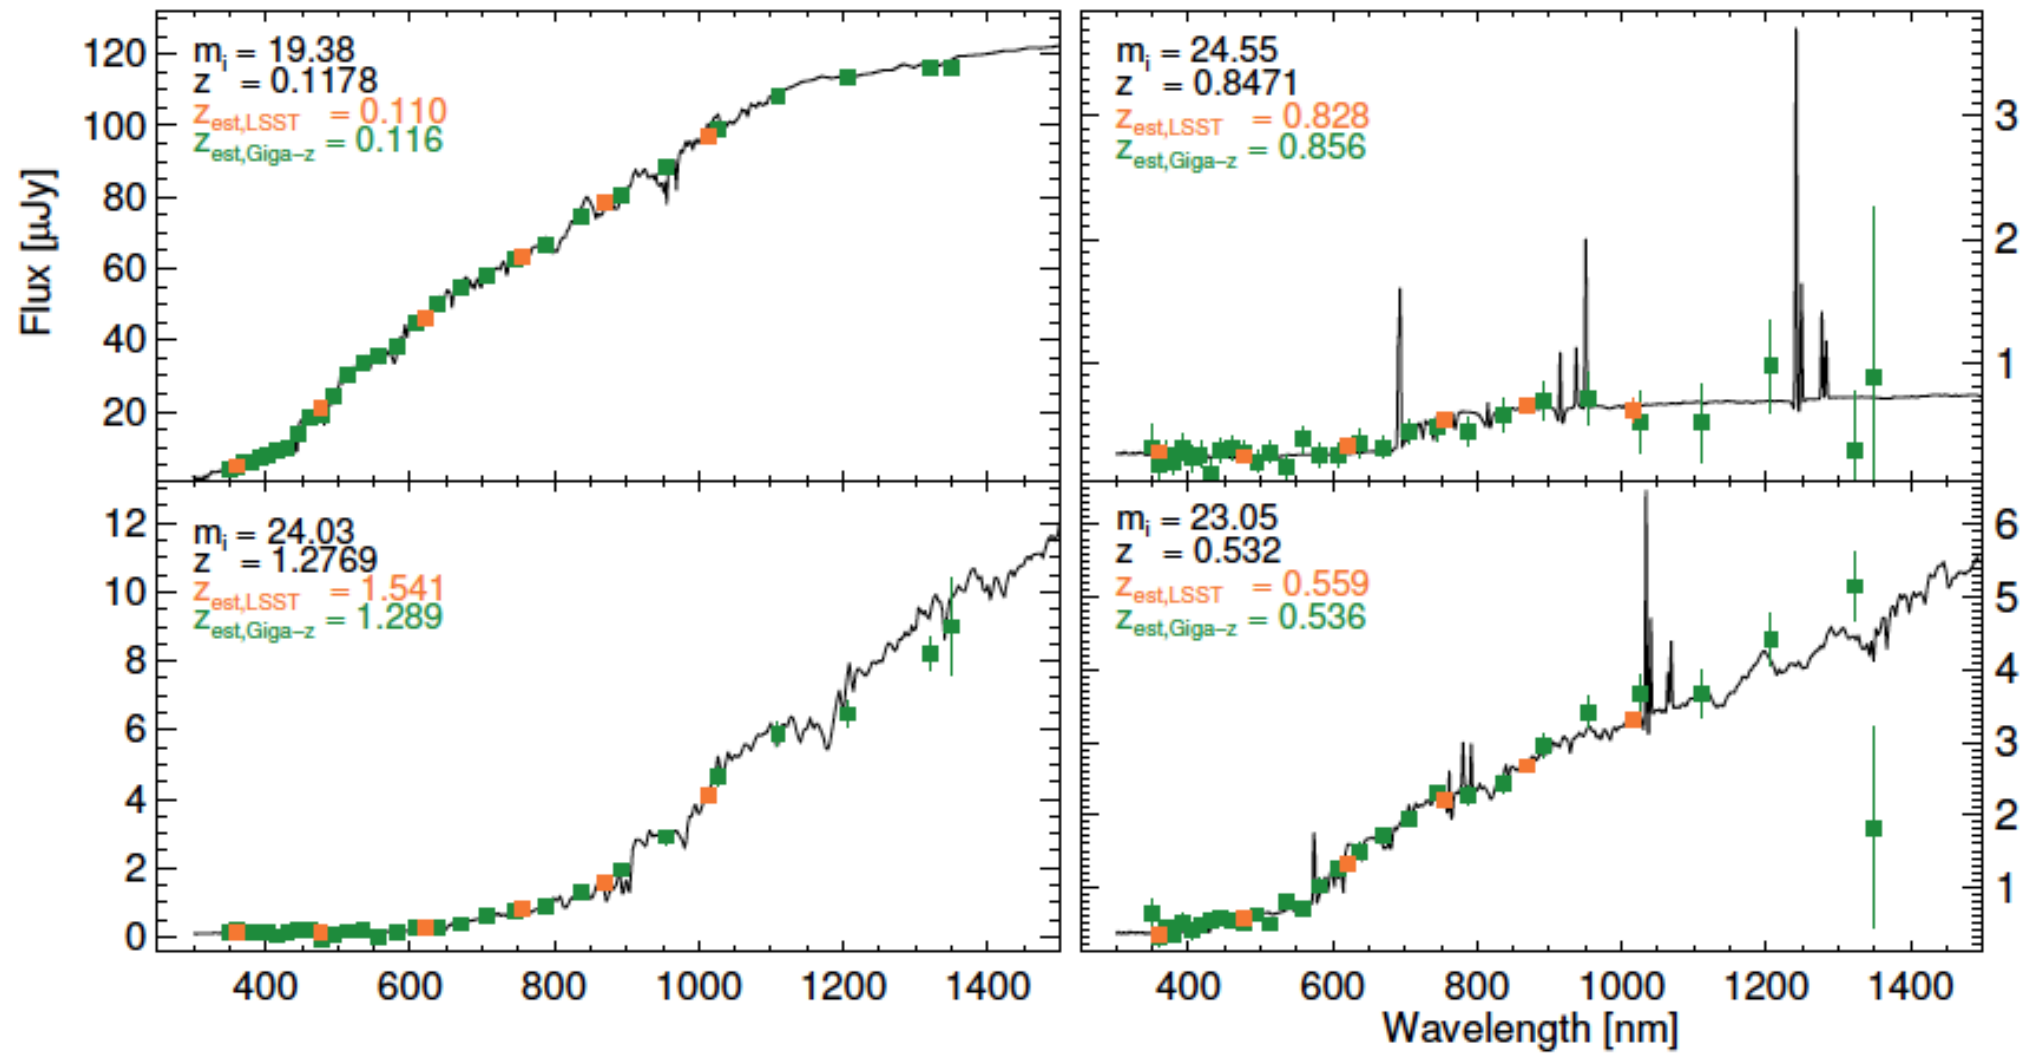 m_i = 19.38
z = 0.1178
z_est,LSST = 0.110
z_est,Giga–z = 0.116
120
100
80
60
40
20
Flux [µJy]
m_i = 24.55
z = 0.8471
z_est,LSST = 0.828
z_est,Giga–z = 0.856
3
2
1
m_i = 24.03
z = 1.2769
z_est,LSST = 1.541
z_est,Giga–z = 1.289
12
10
8
6
4
2
0
400 600 800 1000 1200 1400
m_i = 23.05
z = 0.532
z_est,LSST = 0.559
z_est,Giga–z = 0.536
6
5
4
3
2
1
400 600 800 1000 1200 1400
Wavelength [nm]